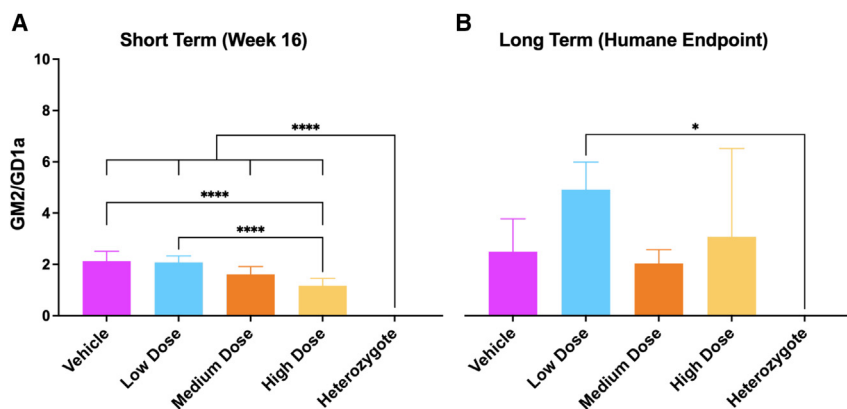 A
Short Term (Week 16)
GM2/GD1a
10
8
6
4
2
0
****
****
****
Vehicle
Low Dose
Medium Dose
High Dose
Heterozygote
B
Long Term (Humane Endpoint)
*
Vehicle
Low Dose
Medium Dose
High Dose
Heterozygote